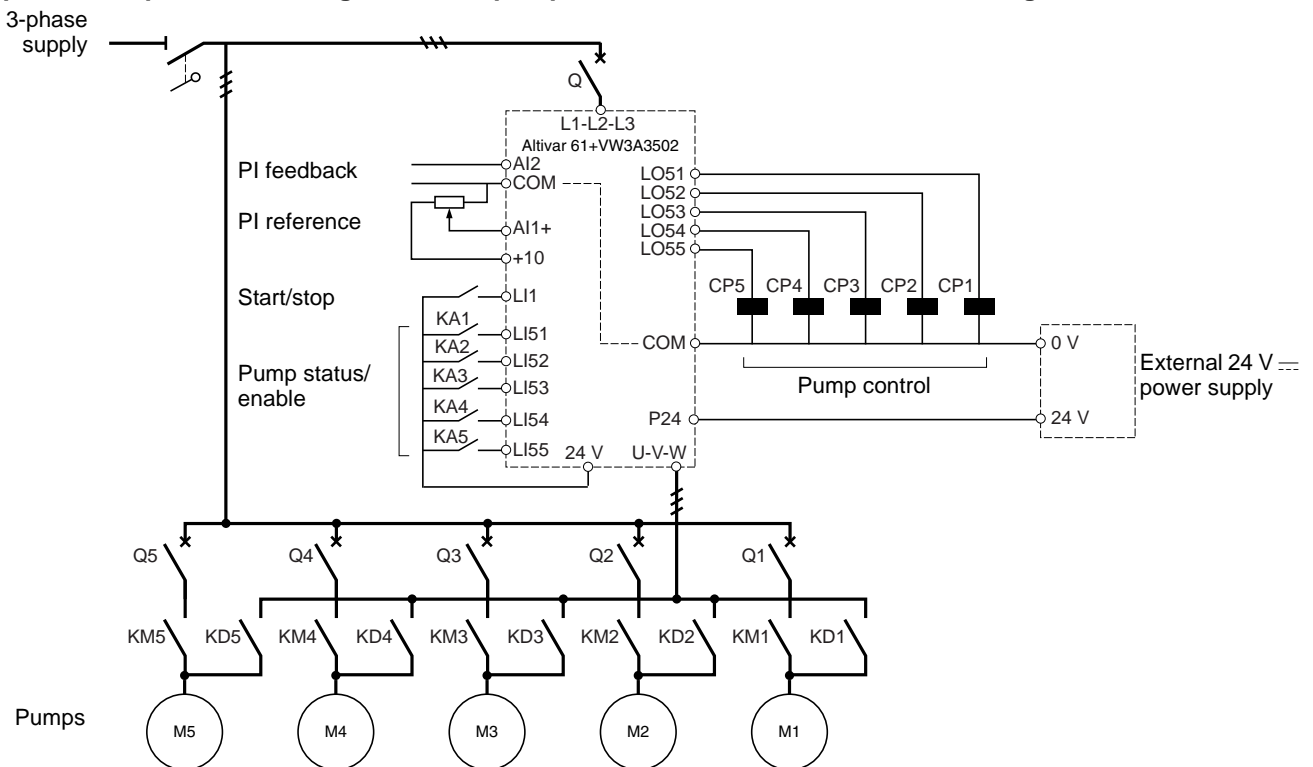 3-phase
supply
Q
L1-L2-L3
Altivar 61+VW3A3502
PI feedback
AI2
COM
PI reference
AI1+
+10
Start/stop
LI1
KA1
LI51
KA2
LI52
Pump status/
enable
KA3
LI53
KA4
LI54
KA5
LI55
24 V
U-V-W
LO51
LO52
LO53
LO54
LO55
CP5
CP4
CP3
CP2
CP1
COM
0 V
Pump control
External 24 V
power supply
P24
24 V
Q5
Q4
Q3
Q2
Q1
KM5
KD5
KM4
KD4
KM3
KD3
KM2
KD2
KM1
KD1
Pumps
M5
M4
M3
M2
M1